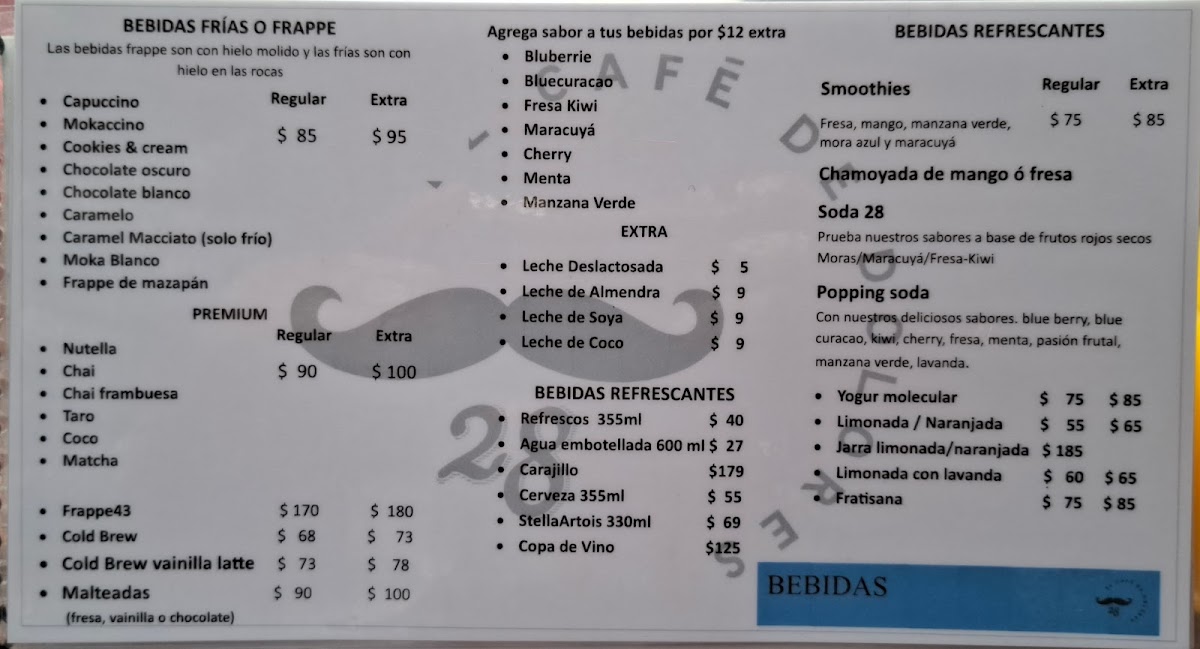 BEBIDAS FRÍAS O FRAPPE
Las bebidas frappe son con hielo molido y las frías son con
hielo en las rocas
Regular Extra
• Capuccino
• Mokaccino
$ 85 $ 95
• Cookies & cream
• Chocolate oscuro
• Chocolate blanco
• Caramelo
• Caramel Macciato (solo frío)
• Moka Blanco
• Frappe de mazapán
PREMIUM
Regular Extra
• Nutella
• Chai $ 90 $ 100
• Chai frambuesa
• Taro
• Coco
• Matcha
• Frappe43 $ 170 $ 180
• Cold Brew $ 68 $ 73
• Cold Brew vainilla latte $ 73 $ 78
• Malteadas $ 90 $ 100
(fresa, vainilla o chocolate)
Agrega sabor a tus bebidas por $12 extra
• Bluberrie
• Bluecuracao
• Fresa Kiwi
• Maracuyá
• Cherry
• Menta
• Manzana Verde
EXTRA
• Leche Deslactosada $ 5
• Leche de Almendra $ 9
• Leche de Soya $ 9
• Leche de Coco $ 9
BEBIDAS REFRESCANTES
• Refrescos 355ml $ 40
• Agua embotellada 600 ml $ 27
• Carajillo $179
• Cerveza 355ml $ 55
• StellaArtois 330ml $ 69
• Copa de Vino $125
BEBIDAS REFRESCANTES
Smoothies Regular Extra
Fresa, mango, manzana verde, $ 75 $ 85
mora azul y maracuyá
Chamoyada de mango ó fresa
Soda 28
Prueba nuestros sabores a base de frutos rojos secos
Moras/Maracuyá/Fresa-Kiwi
Popping soda
Con nuestros deliciosos sabores. blue berry, blue
curacao, kiwi, cherry, fresa, menta, pasión frutal,
manzana verde, lavanda.
• Yogur molecular $ 75 $ 85
• Limonada / Naranjada $ 55 $ 65
• Jarra limonada/naranjada $ 185
• Limonada con lavanda $ 60 $ 65
• Fratisana $ 75 $ 85
BEBIDAS
CAFÉ DE DOLORES
28